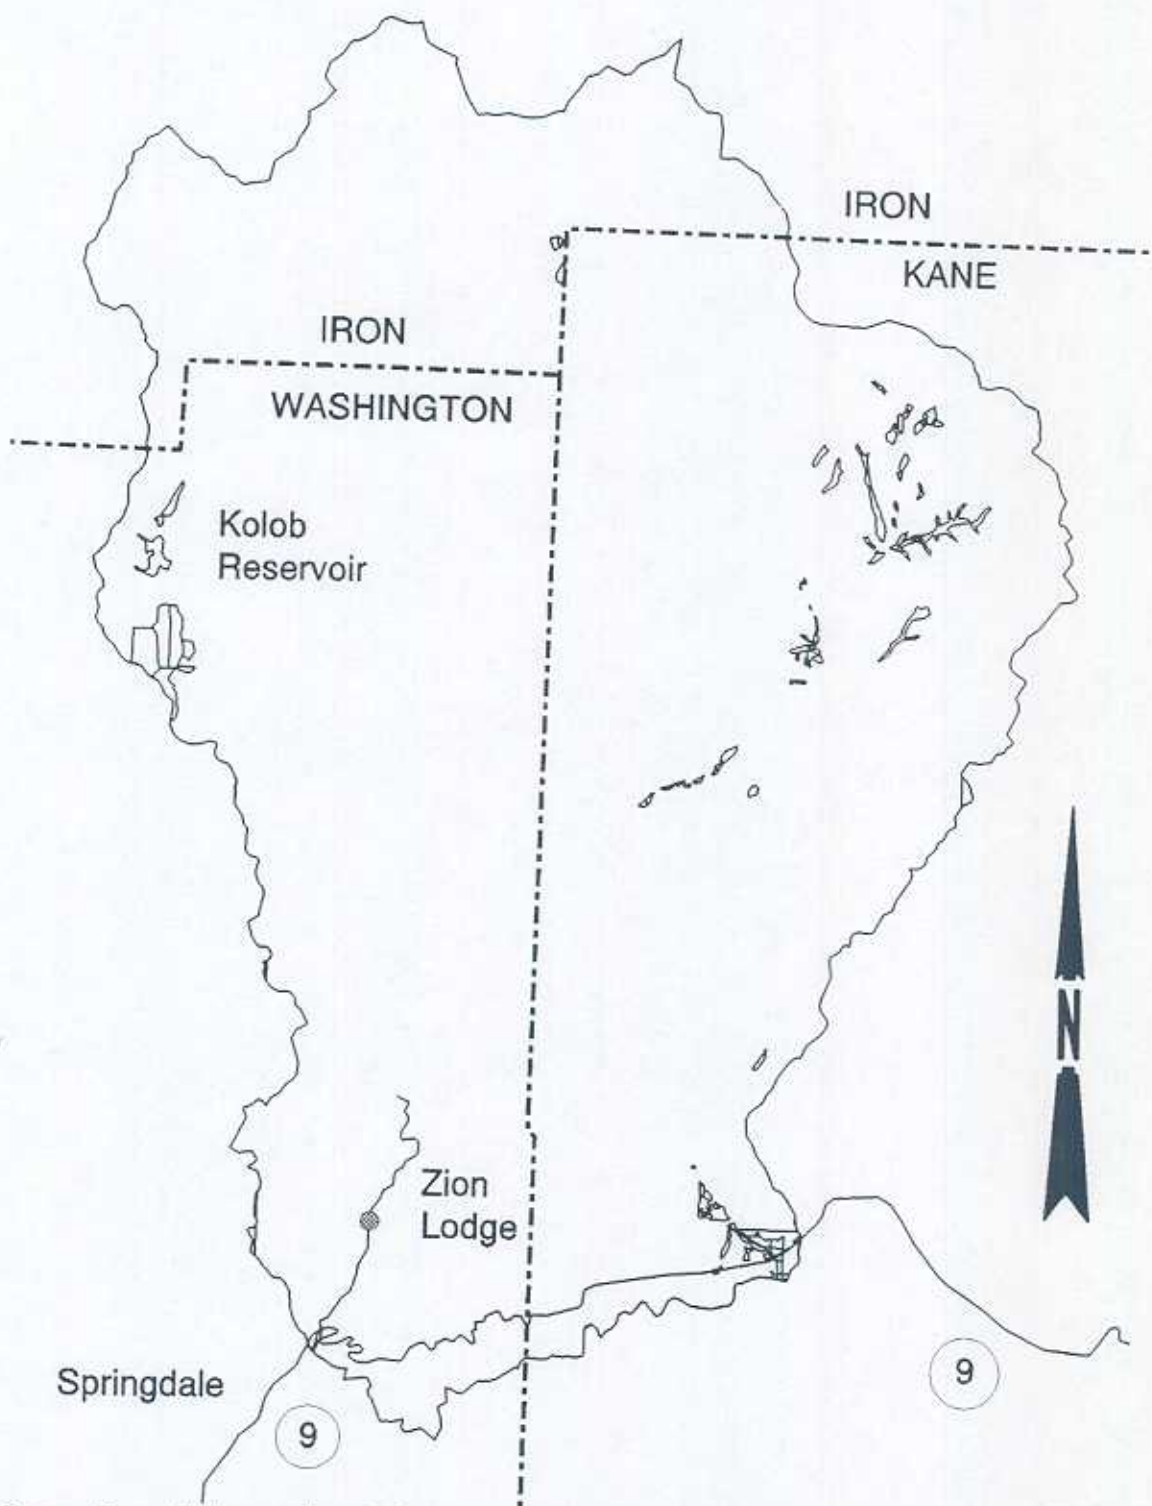 IRON
KANE
IRON
WASHINGTON
Kolob
Reservoir
N
Zion
Lodge
Springdale
9
9